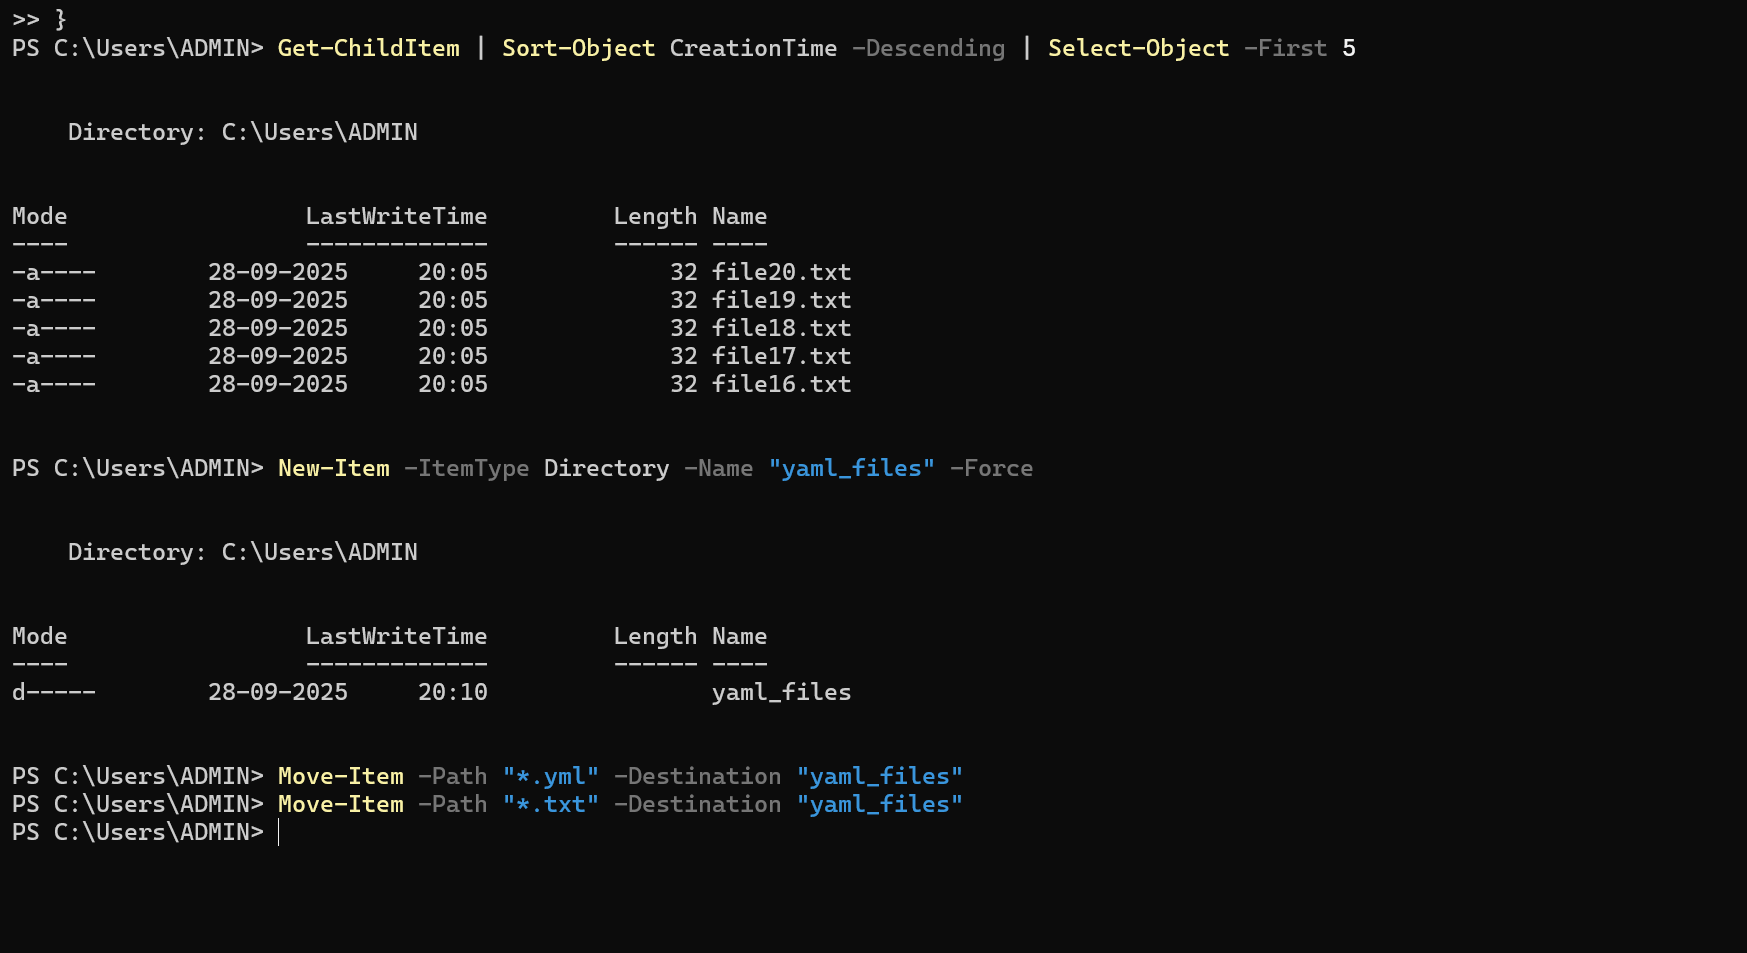 >> }
PS C:\Users\ADMIN> Get-ChildItem | Sort-Object CreationTime -Descending | Select-Object -First 5
    Directory: C:\Users\ADMIN
Mode                 LastWriteTime         Length Name
----                 -------------         ------ ----
-a----        28-09-2025     20:05             32 file20.txt
-a----        28-09-2025     20:05             32 file19.txt
-a----        28-09-2025     20:05             32 file18.txt
-a----        28-09-2025     20:05             32 file17.txt
-a----        28-09-2025     20:05             32 file16.txt
PS C:\Users\ADMIN> New-Item -ItemType Directory -Name "yaml_files" -Force
    Directory: C:\Users\ADMIN
Mode                 LastWriteTime         Length Name
----                 -------------         ------ ----
d-----        28-09-2025     20:10                yaml_files
PS C:\Users\ADMIN> Move-Item -Path "*.yml" -Destination "yaml_files"
PS C:\Users\ADMIN> Move-Item -Path "*.txt" -Destination "yaml_files"
PS C:\Users\ADMIN>